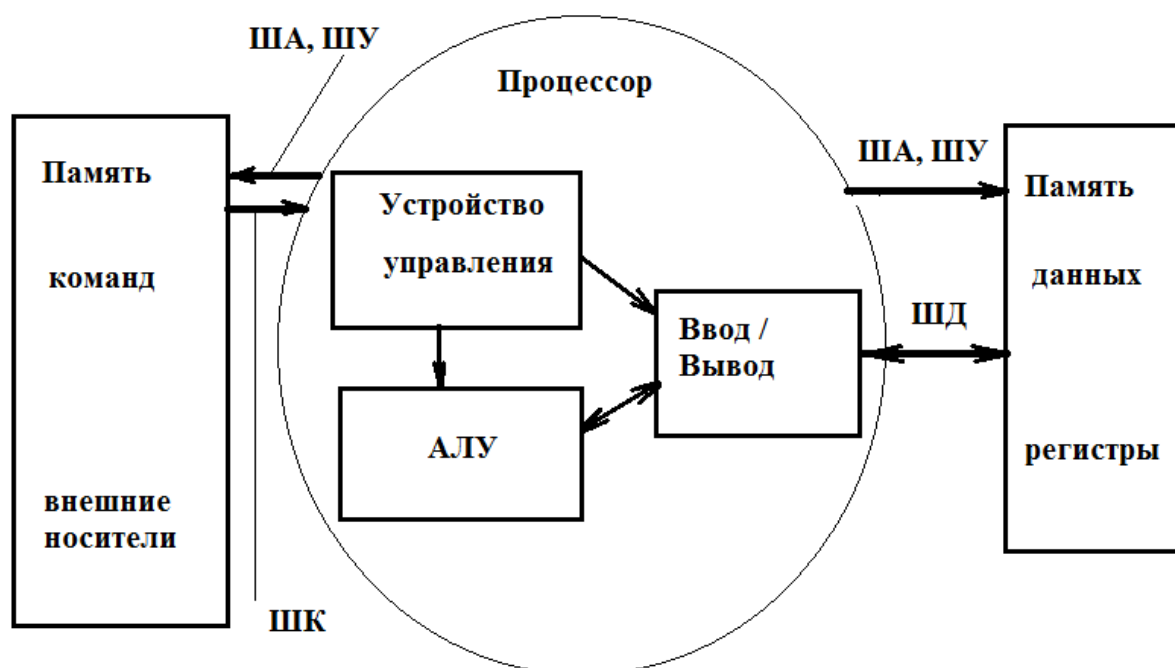 ША, ШУ
Процессор
Память
команд
внешние
носители
ШК
Устройство
управления
АЛУ
Ввод /
Вывод
ША, ШУ
ШД
Память
данных
регистры